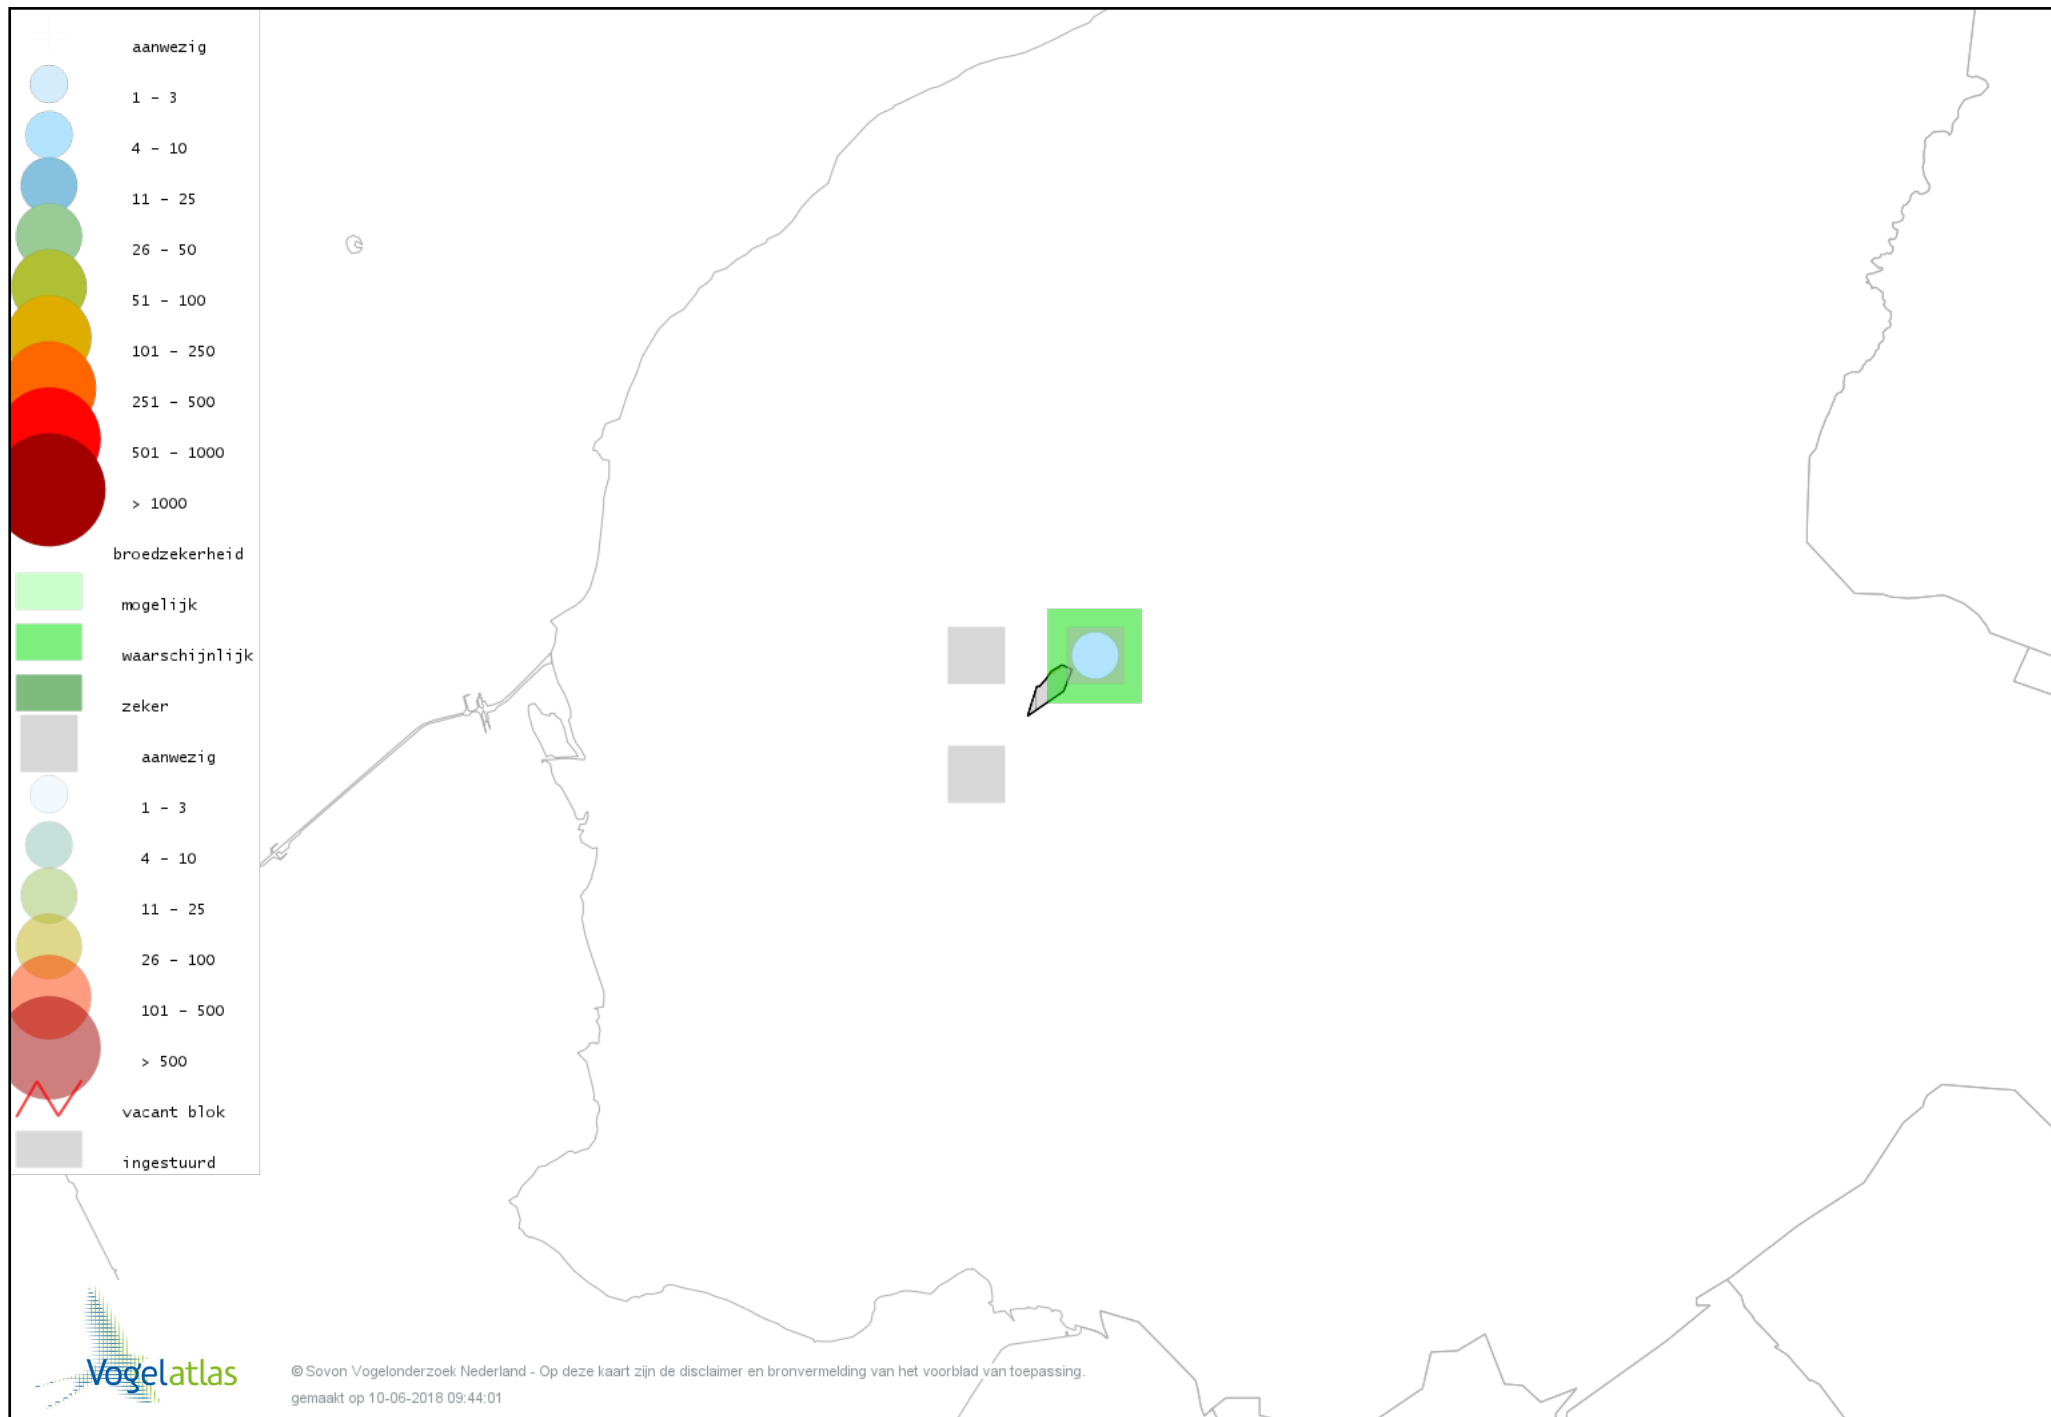 aanwezig
1 - 3
4 - 10
11 - 25
26 - 50
51 - 100
101 - 250
251 - 500
501 - 1000
> 1000
broedzekerheid
mogelijk
waarschijnlijk
zeker
aanwezig
1 - 3
4 - 10
11 - 25
26 - 100
101 - 500
> 500
vacant blok
ingestuurd
Vogelatlas
© Sovon Vogelonderzoek Nederland - Op deze kaart zijn de disclaimer en bronvermelding van het voorblad van toepassing.
gemaakt op 10-06-2018 09:44:01